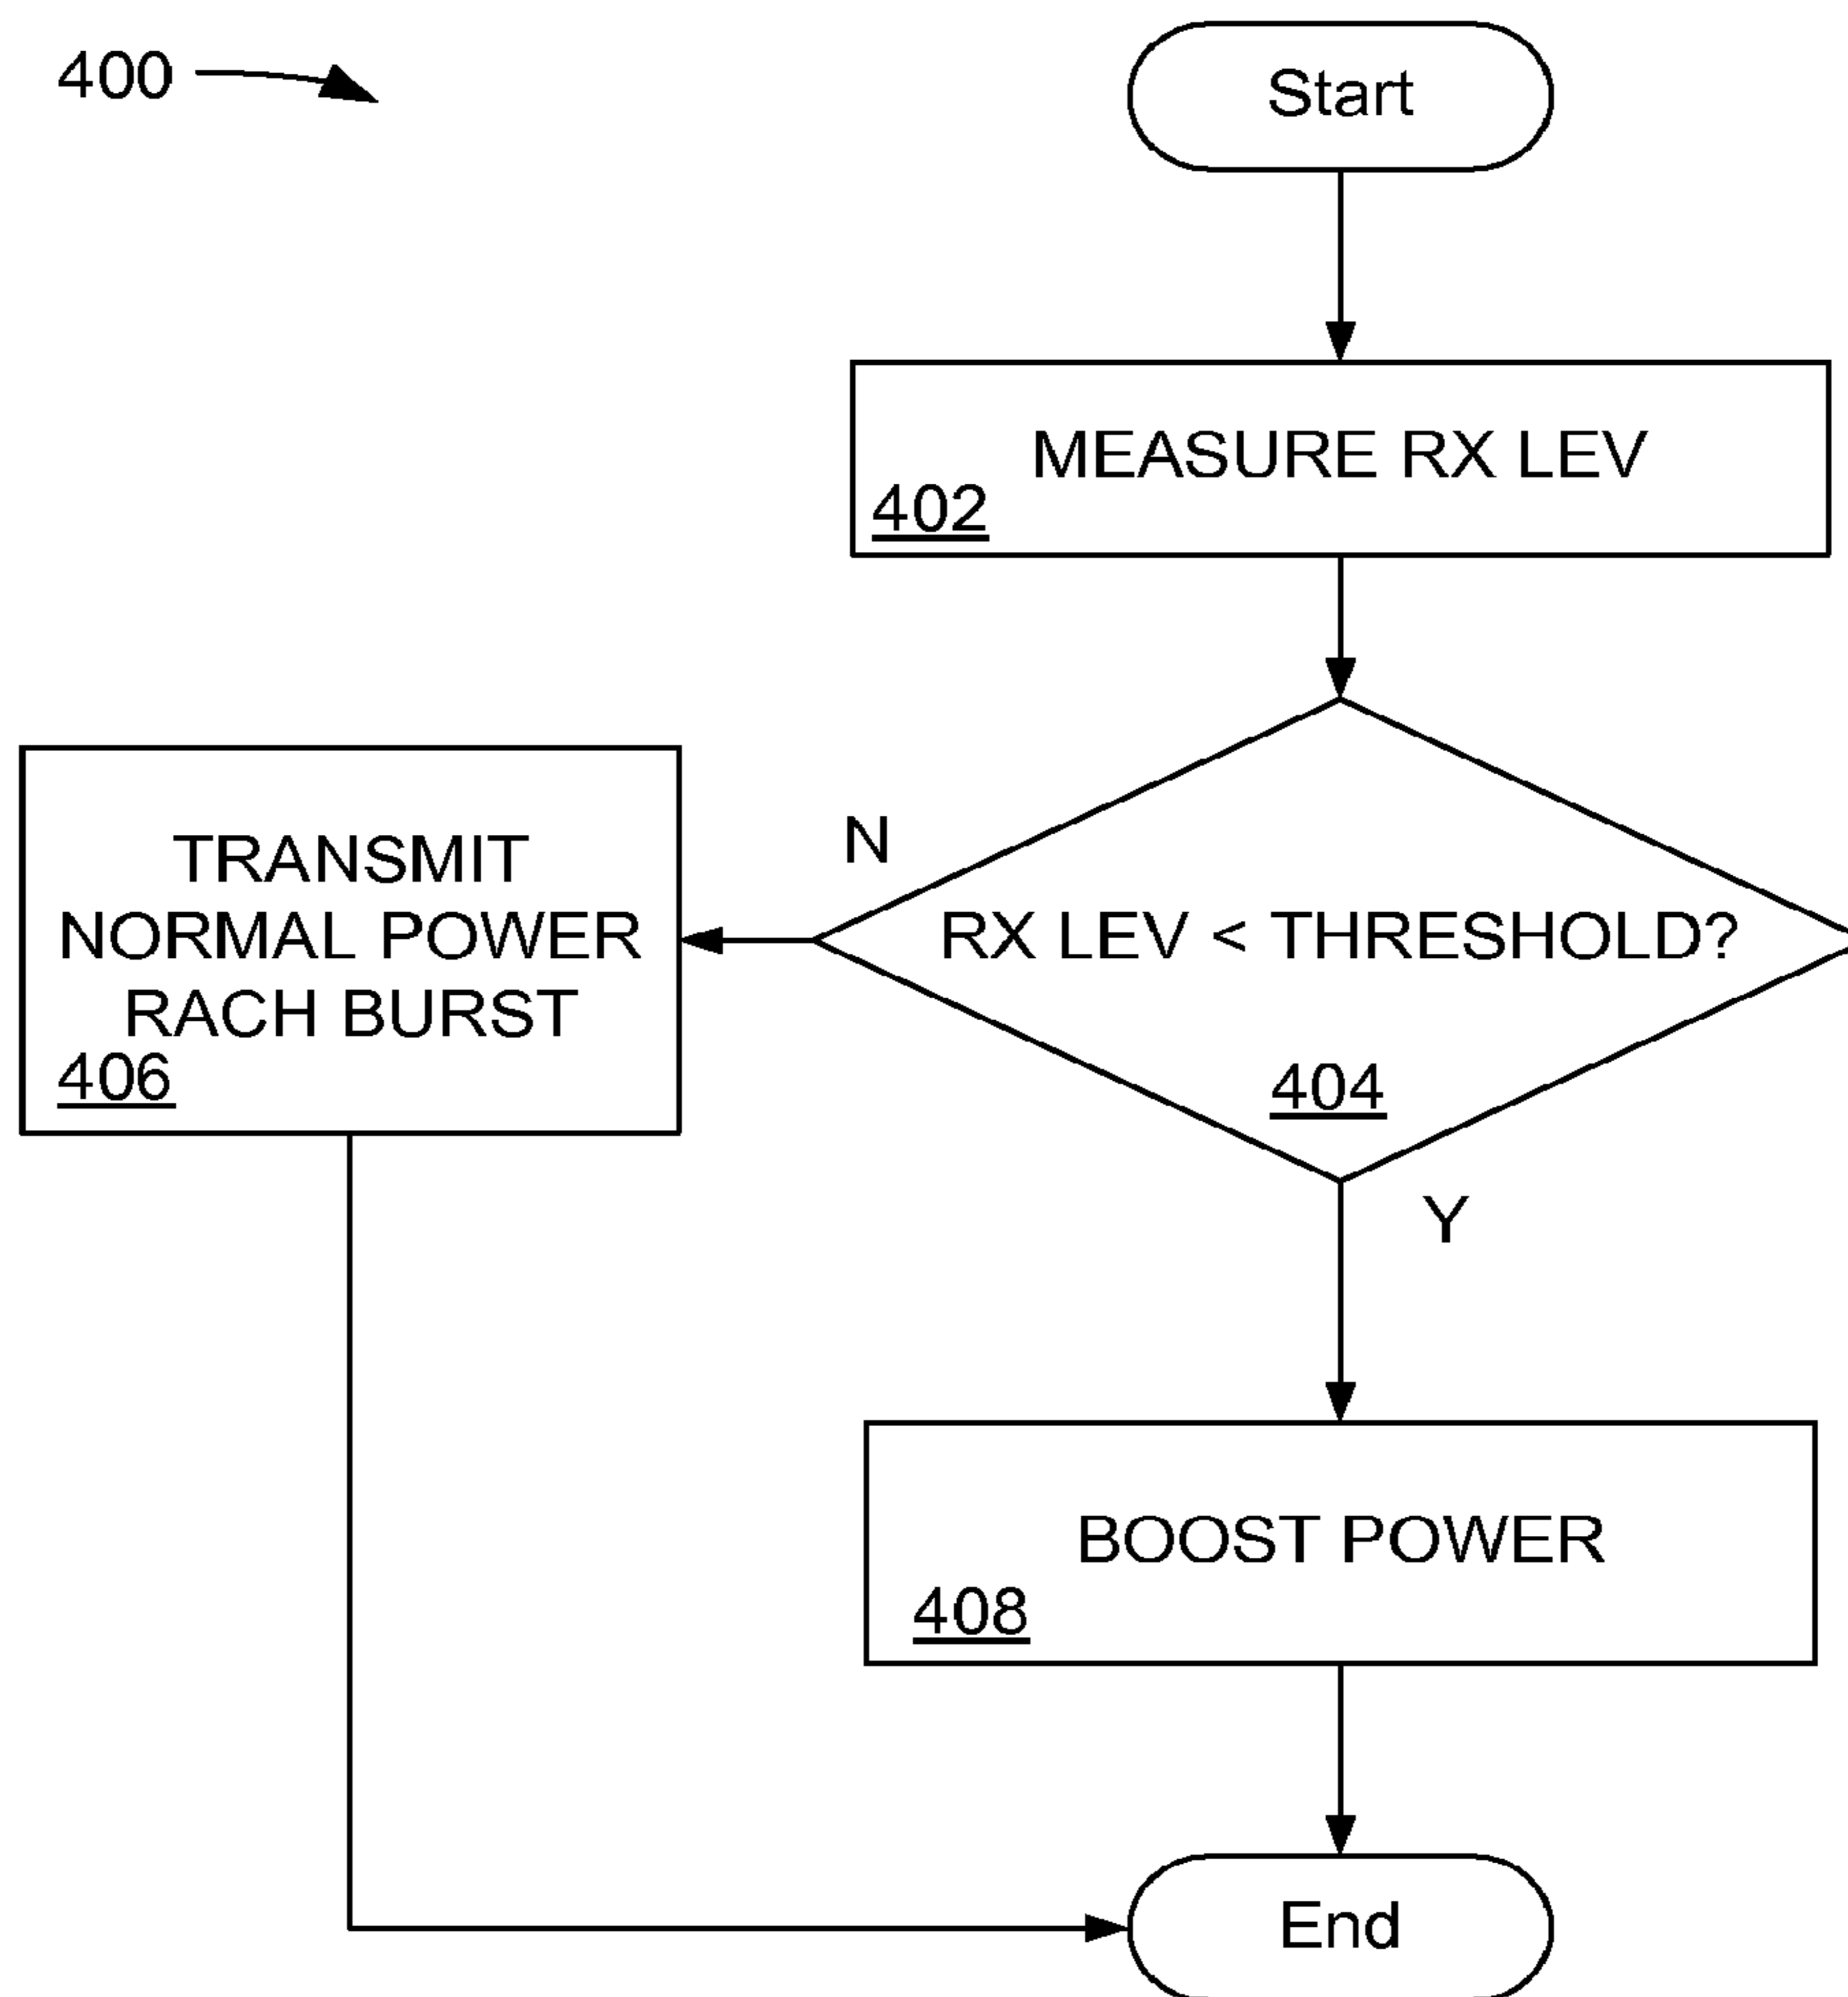 400
Start
MEASURE RX LEV
402
N
RX LEV < THRESHOLD?
404
TRANSMIT
NORMAL POWER
RACH BURST
406
Y
BOOST POWER
408
End